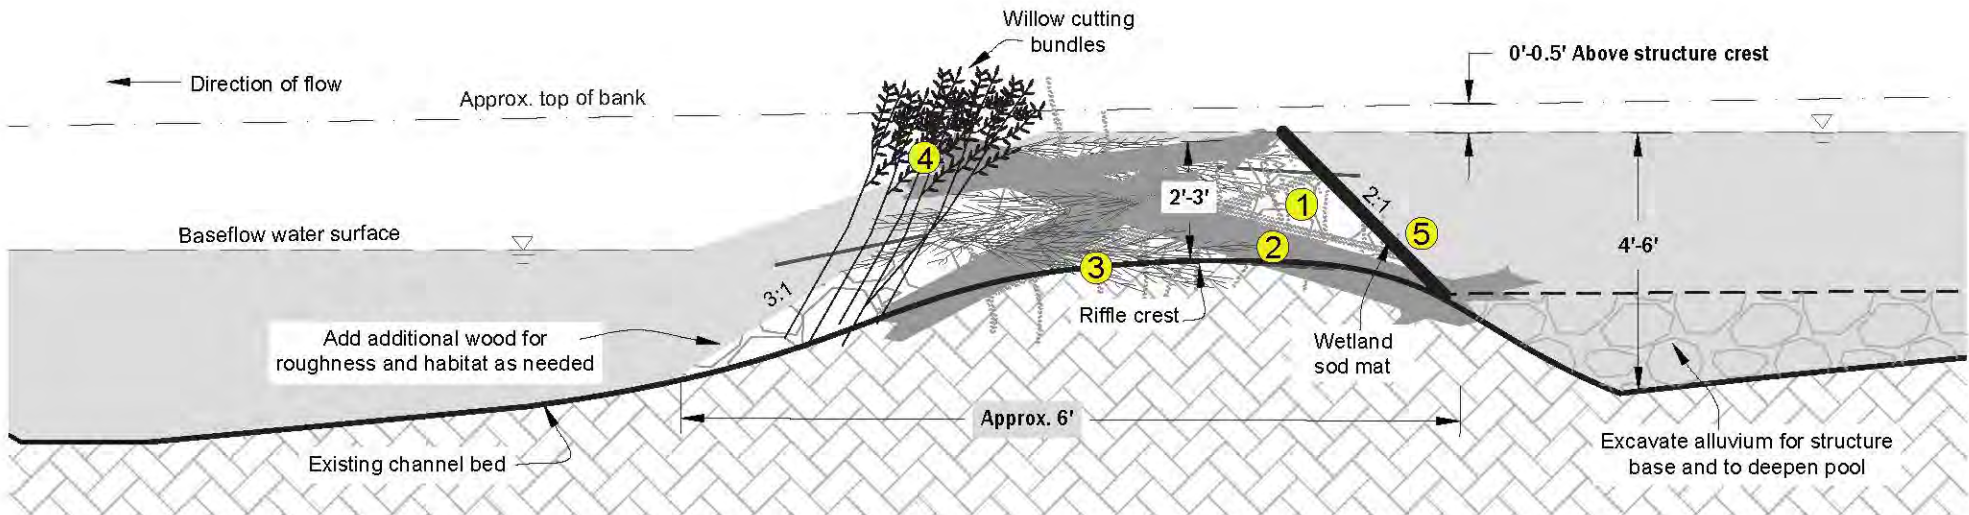 Willow cutting
bundles
0'-0.5' Above structure crest
Direction of flow
Approx. top of bank
4
2'-3'
1
2:1
5
Baseflow water surface
2
4'-6'
3
3:1
Riffle crest
Add additional wood for
roughness and habitat as needed
Wetland
sod mat
Approx. 6'
Existing channel bed
Excavate alluvium for structure
base and to deepen pool